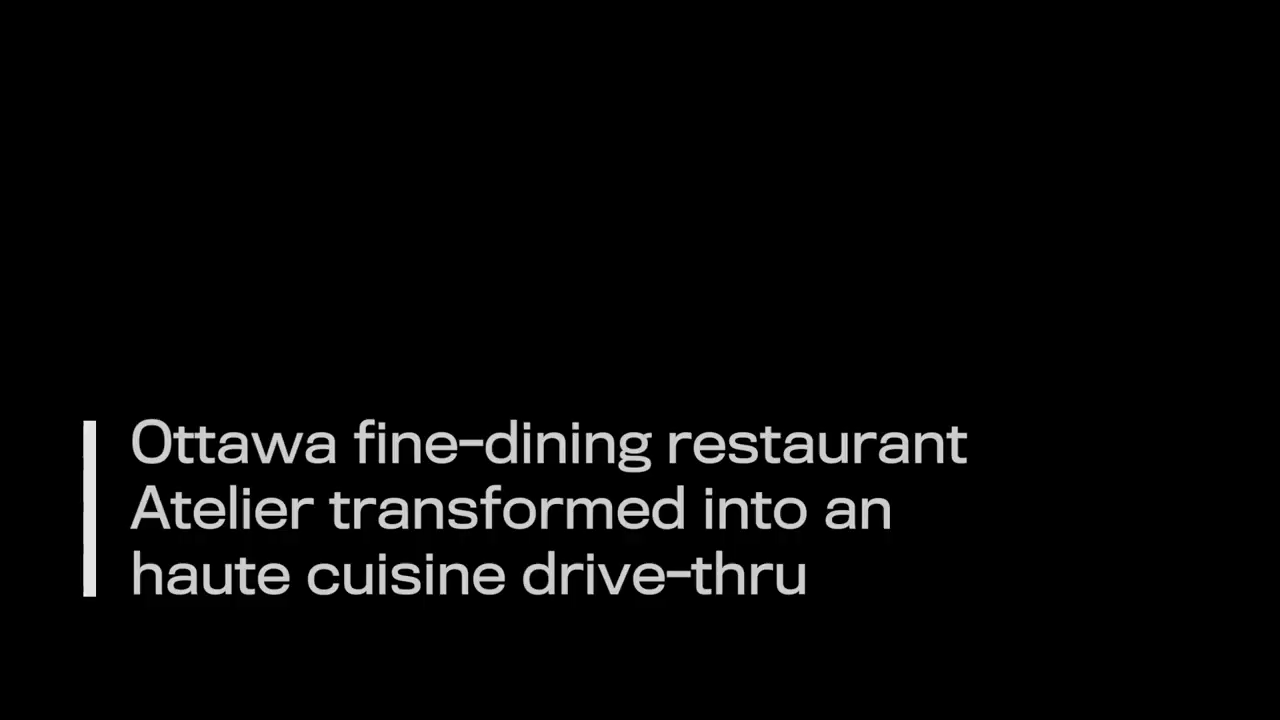 Ottawa fine-dining restaurant
Atelier transformed into an
haute cuisine drive-thru